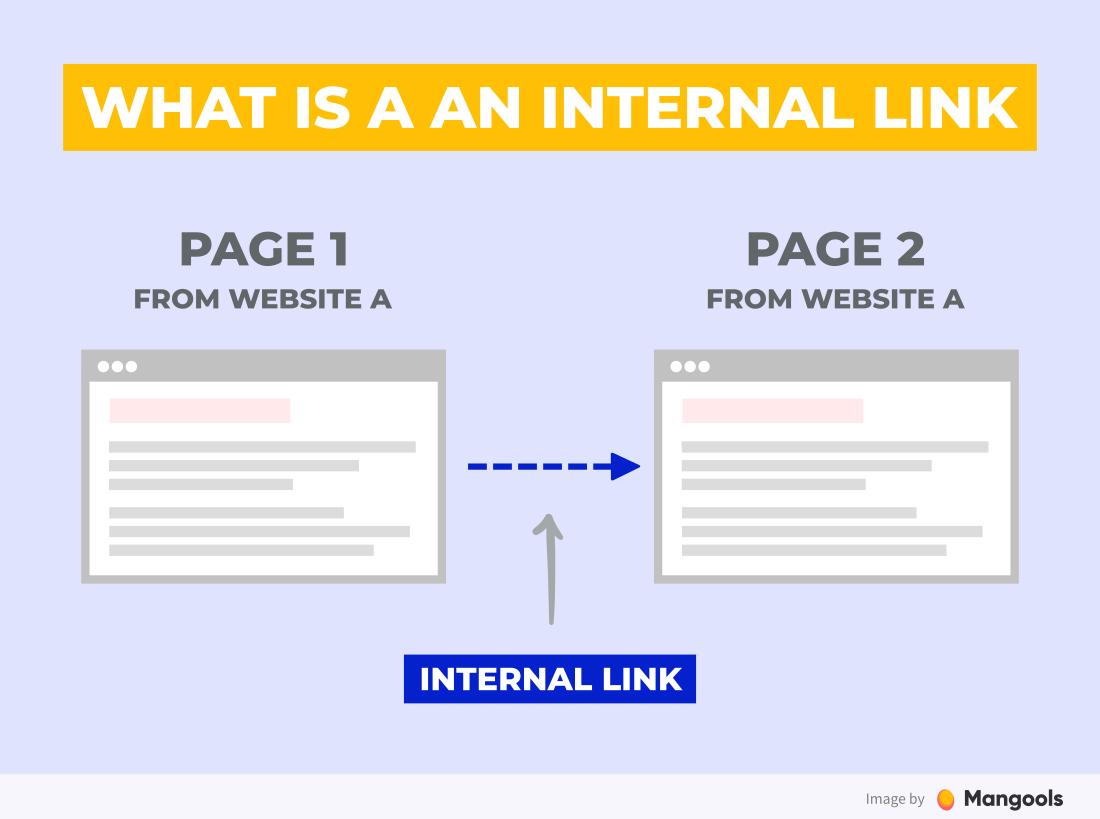 WHAT IS A AN INTERNAL LINK
PAGE 1
FROM WEBSITE A
PAGE 2
FROM WEBSITE A
INTERNAL LINK
Image by Mangools